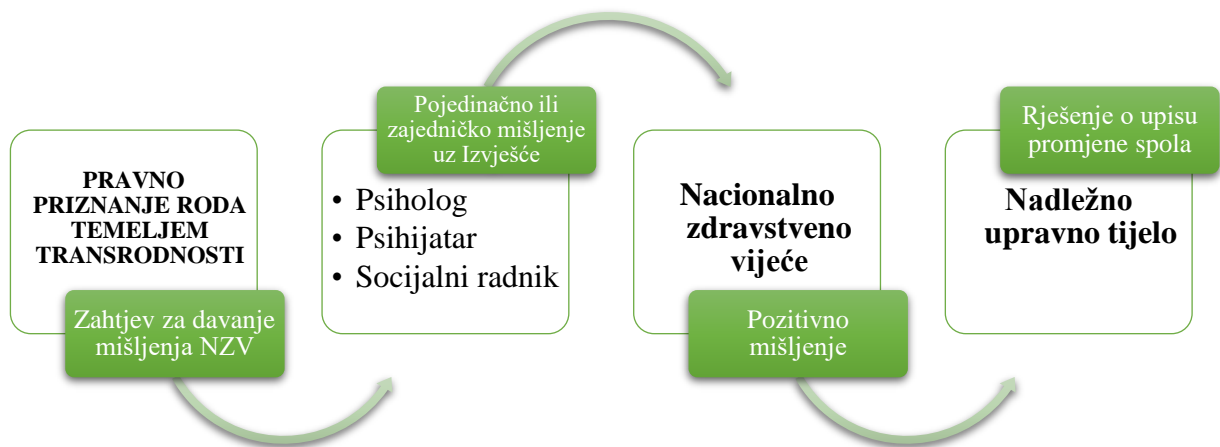 PRAVNO
PRIZNANJE RODA
TEMELJEM
TRANSRODNOSTI
Zahtjev za davanje
mišljenja NZV
Pojedinačno ili
zajedničko mišljenje
uz Izvješće
• Psiholog
• Psihijatar
• Socijalni radnik
Nacionalno
zdravstveno
vijeće
Pozitivno
mišljenje
Rješenje o upisu
promjene spola
Nadležno
upravno tijelo